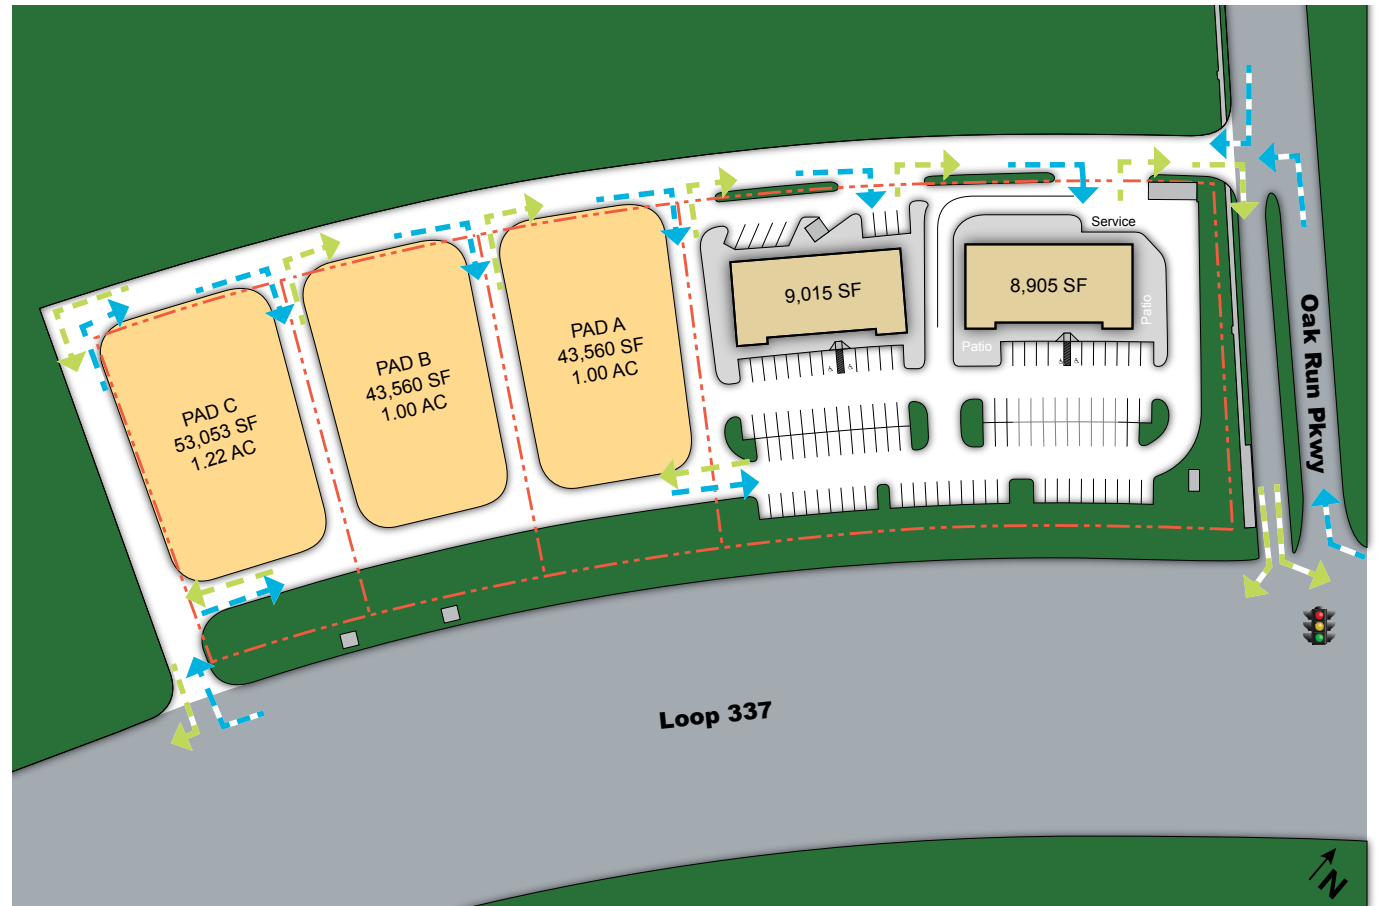 Service
9,015 SF
8,905 SF
Patio
Patio
PAD A
43,560 SF
1.00 AC
PAD B
43,560 SF
1.00 AC
PAD C
53,053 SF
1.22 AC
Oak Run Pkwy
Loop 337
N